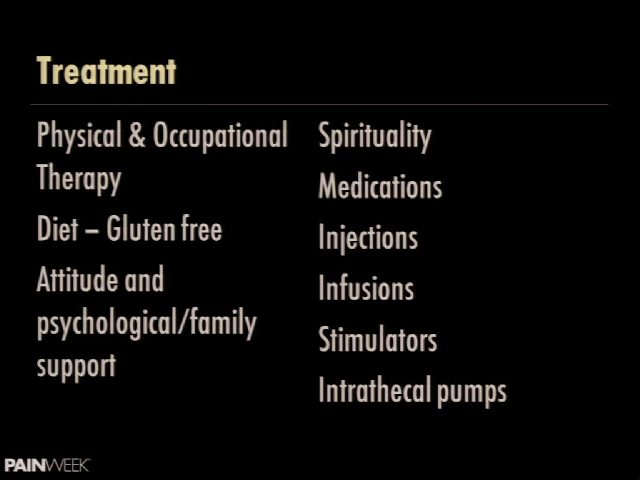 Treatment
Physical & Occupational
Therapy
Diet – Gluten free
Attitude and
psychological/family
support
Spirituality
Medications
Injections
Infusions
Stimulators
Intrathecal pumps
PAINWEEK